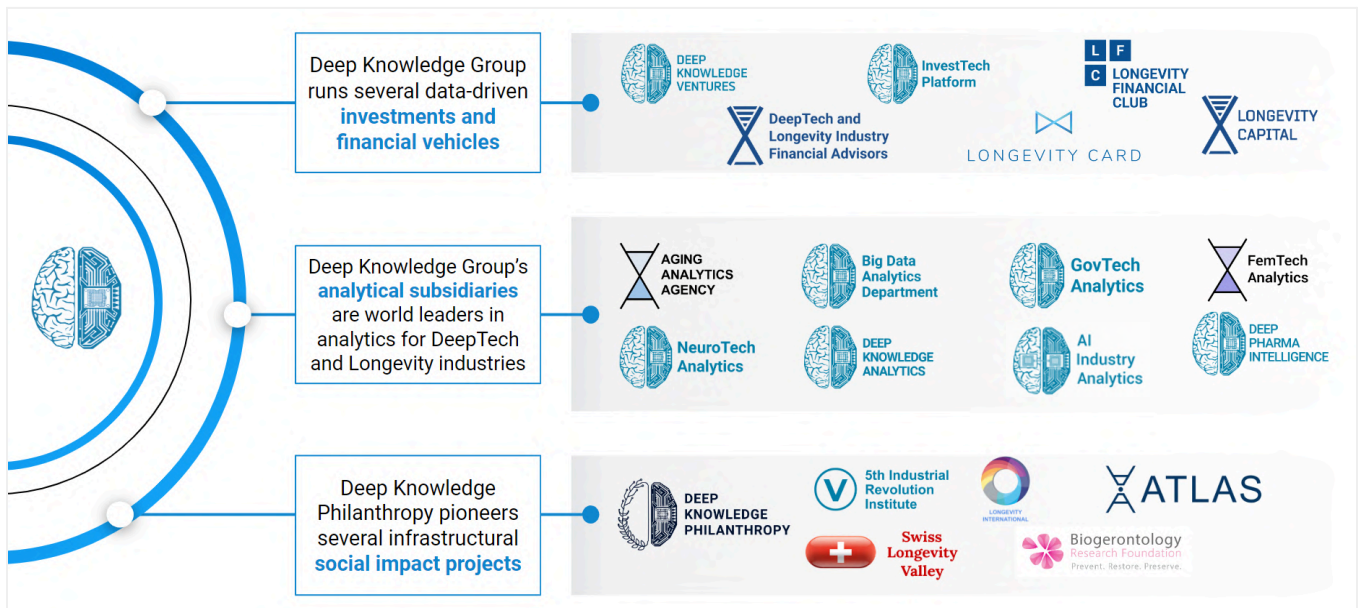 Deep Knowledge Group
runs several data-driven
investments and
financial vehicles
DEEP
KNOWLEDGE
VENTURES
InvestTech
Platform
L F
C LONGEVITY
FINANCIAL
CLUB
DeepTech and
Longevity Industry
Financial Advisors
LONGEVITY CARD
LONGEVITY
CAPITAL
Deep Knowledge Group's
analytical subsidiaries
are world leaders in
analytics for DeepTech
and Longevity industries
AGING
ANALYTICS
AGENCY
Big Data
Analytics
Department
GovTech
Analytics
FemTech
Analytics
NeuroTech
Analytics
DEEP
KNOWLEDGE
ANALYTICS
AI
Industry
Analytics
DEEP
PHARMA
INTELLIGENCE
Deep Knowledge
Philanthropy pioneers
several infrastructural
social impact projects
DEEP
KNOWLEDGE
PHILANTHROPY
V
5th Industrial
Revolution
Institute
LONGEVITY
INTERNATIONAL
ATLAS
Swiss
Longevity
Valley
Biogerontology
Research Foundation
Prevent. Restore. Preserve.